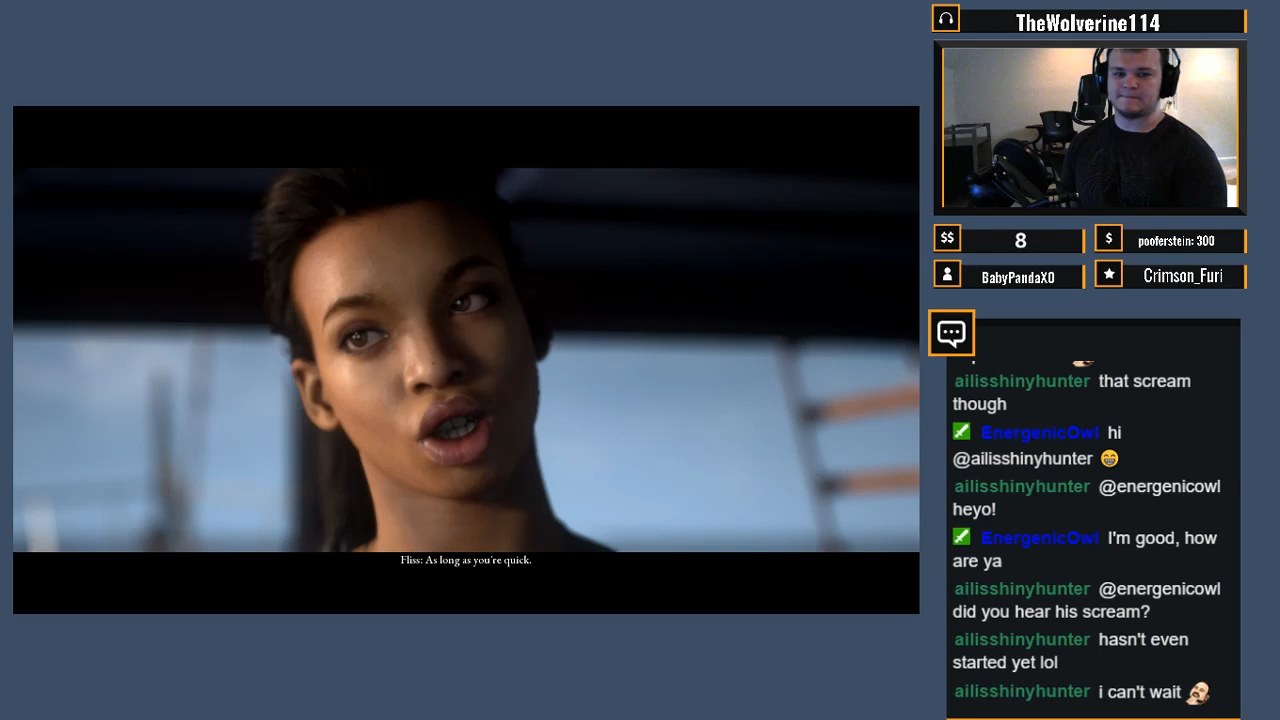 TheWolverine114
$$
8
$
pooferstein: 300
BabyPandaXO
Crimson_Furi
ailisshinyhunter that scream
though
EnergenicOwl hi
@ailisshinyhunter 😁
ailisshinyhunter @energenicowl
heyo!
EnergenicOwl I'm good, how
are ya
ailisshinyhunter @energenicowl
did you hear his scream?
ailisshinyhunter hasn't even
started yet lol
ailisshinyhunter i can't wait
Fliss: As long as you're quick.